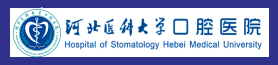 河北医科大学口腔医院
Hospital of Stomatology Hebei Medical University